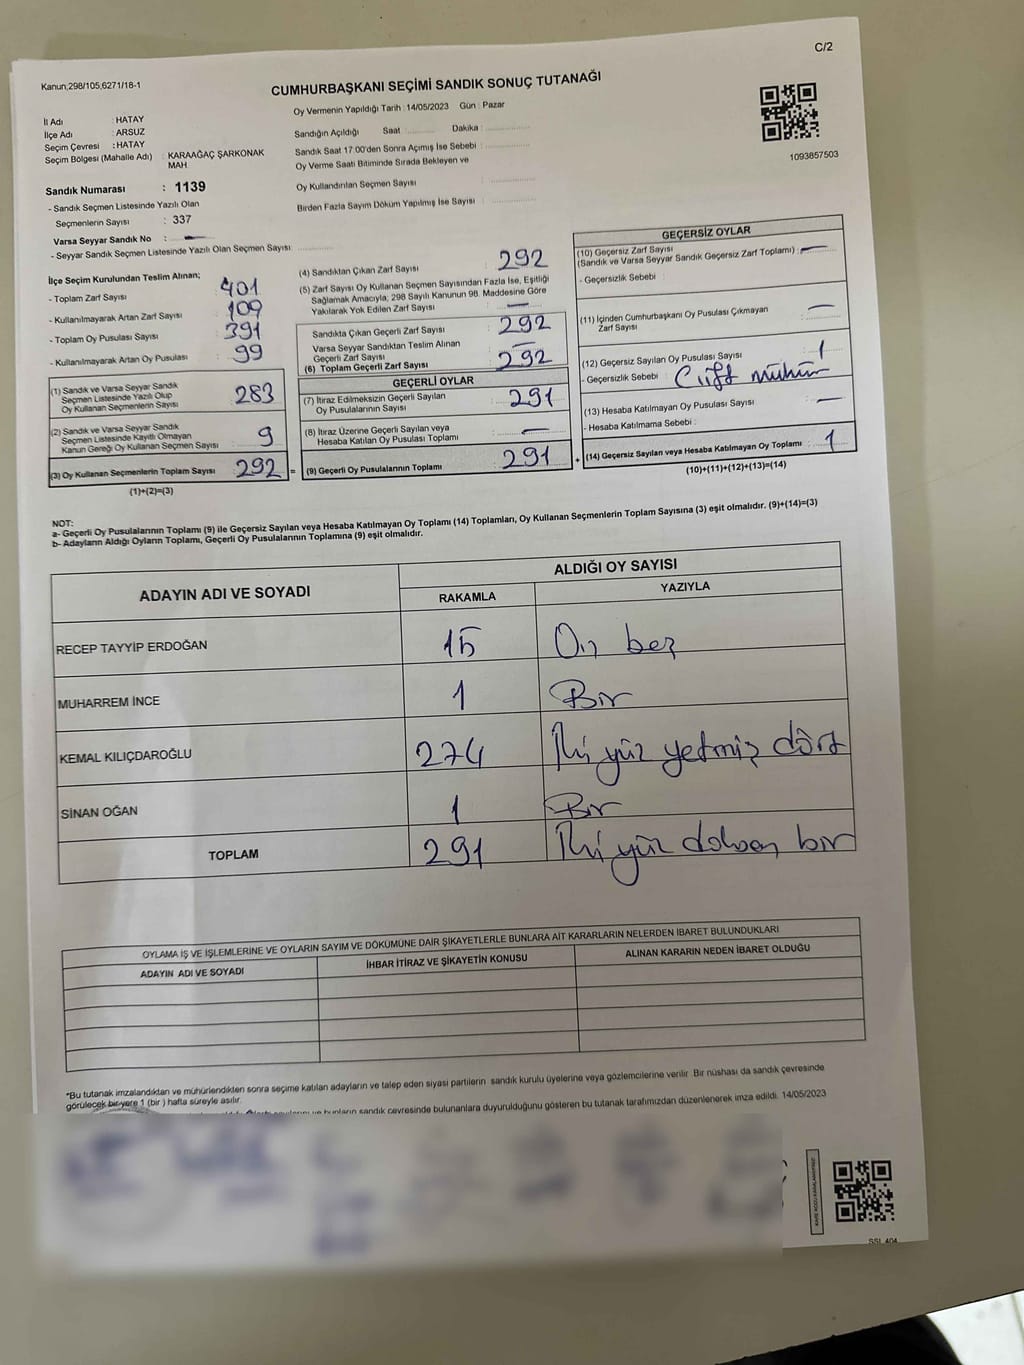 C/2
Kanun,298/105,6271/18-1
CUMHURBAŞKANI SEÇİMİ SANDIK SONUÇ TUTANAĞI
İl Adı : HATAY
İlçe Adı : ARSUZ
Seçim Çevresi : HATAY
Seçim Bölgesi (Mahalle Adı) : KARAAĞAÇ ŞARKONAK
MAH
Sandık Numarası : 1139
- Sandık Seçmen Listesinde Yazılı Olan
Seçmenlerin Sayısı : 337
Varsa Seyyar Sandık No : —
- Seyyar Sandık Seçmen Listesinde Yazılı Olan Seçmen Sayısı:
Oy Vermenin Yapıldığı Tarih : 14/05/2023 Gün : Pazar
Sandığın Açıldığı Saat Dakika :
Sandık Saat 17:00'den Sonra Açımış İse Sebebi :
Oy Verme Saati Bitiminde Sırada Bekleyen ve
Oy Kullandırılan Seçmen Sayısı :
Birden Fazla Sayım Döküm Yapılmış İse Sayısı :
1093857503
İlçe Seçim Kurulundan Teslim Alınan;
- Toplam Zarf Sayısı : 401
- Kullanılmayarak Artan Zarf Sayısı : 109
- Toplam Oy Pusulası Sayısı : 391
- Kullanılmayarak Artan Oy Pusulası : 99
(1) Sandık ve Varsa Seyyar Sandık
Seçmen Listesinde Yazılı Olup
Oy Kullanan Seçmenlerin Sayısı : 283
(2) Sandık ve Varsa Seyyar Sandık
Seçmen Listesinde Kayıtlı Olmayan
Kanun Gereği Oy Kullanan Seçmen Sayısı : 9
(3) Oy Kullanan Seçmenlerin Toplam Sayısı : 292 =
(1)+(2)=(3)
(4) Sandıktan Çıkan Zarf Sayısı : 292
(5) Zarf Sayısı Oy Kullanan Seçmen Sayısından Fazla İse, Eşitliği
Sağlamak Amacıyla; 298 Sayılı Kanunun 98. Maddesine Göre
Yakılarak Yok Edilen Zarf Sayısı : —
Sandıkta Çıkan Geçerli Zarf Sayısı : 292
Varsa Seyyar Sandıktan Teslim Alınan
Geçerli Zarf Sayısı : —
(6) Toplam Geçerli Zarf Sayısı : 292
GEÇERLİ OYLAR
(7) İtiraz Edilmeksizin Geçerli Sayılan
Oy Pusulalarının Sayısı : 291
(8) İtiraz Üzerine Geçerli Sayılan veya
Hesaba Katılan Oy Pusulası Toplamı : —
(9) Geçerli Oy Pusulalarının Toplamı : 291 +
GEÇERSİZ OYLAR
(10) Geçersiz Zarf Sayısı
(Sandık ve Varsa Seyyar Sandık Geçersiz Zarf Toplamı) : —
- Geçersizlik Sebebi :
(11) İçinden Cumhurbaşkanı Oy Pusulası Çıkmayan
Zarf Sayısı : —
(12) Geçersiz Sayılan Oy Pusulası Sayısı : 1
- Geçersizlik Sebebi : Çift mühür
(13) Hesaba Katılmayan Oy Pusulası Sayısı : —
- Hesaba Katılmama Sebebi :
(14) Geçersiz Sayılan veya Hesaba Katılmayan Oy Toplamı : 1
(10)+(11)+(12)+(13)=(14)
NOT:
a- Geçerli Oy Pusulalarının Toplamı (9) ile Geçersiz Sayılan veya Hesaba Katılmayan Oy Toplamı (14) Toplamları, Oy Kullanan Seçmenlerin Toplam Sayısına (3) eşit olmalıdır. (9)+(14)=(3)
b- Adayların Aldığı Oyların Toplamı, Geçerli Oy Pusulalarının Toplamına (9) eşit olmalıdır.
ADAYIN ADI VE SOYADI ALDIĞI OY SAYISI
RAKAMLA YAZIYLA
RECEP TAYYİP ERDOĞAN 15 On beş
MUHARREM İNCE 1 Bir
KEMAL KILIÇDAROĞLU 274 İki yüz yetmiş dört
SİNAN OĞAN 1 Bir
TOPLAM 291 İki yüz doksan bir
OYLAMA İŞ VE İŞLEMLERİNE VE OYLARIN SAYIM VE DÖKÜMÜNE DAİR ŞİKAYETLERLE BUNLARA AİT KARARLARIN NELERDEN İBARET BULUNDUKLARI
ADAYIN ADI VE SOYADI İHBAR İTİRAZ VE ŞİKAYETİN KONUSU ALINAN KARARIN NEDEN İBARET OLDUĞU
*Bu tutanak imzalandıktan ve mühürlendikten sonra seçime katılan adayların ve talep eden siyasi partilerin sandık kurulu üyelerine veya gözlemcilerine verilir. Bir nüshası da sandık çevresinde
görülecek bir yere 1 (bir ) hafta süreyle asılır.
ve bunların sandık çevresinde bulunanlara duyurulduğunu gösteren bu tutanak tarafımızdan düzenlenerek imza edildi. 14/05/2023
SSI 404